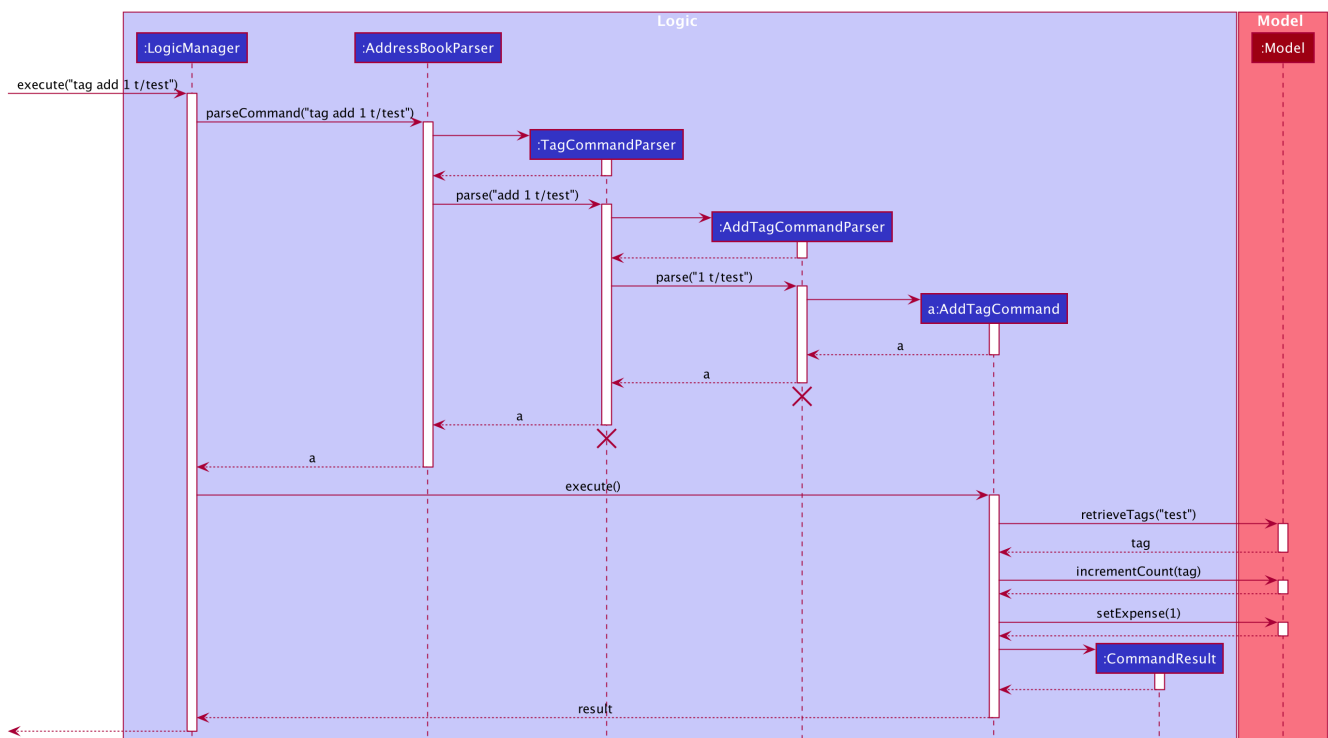 Logic
Model
:LogicManager
:AddressBookParser
:Model
execute("tag add 1 t/test")
parseCommand("tag add 1 t/test")
:TagCommandParser
parse("add 1 t/test")
:AddTagCommandParser
parse("1 t/test")
a:AddTagCommand
a
a
a
a
execute()
retrieveTags("test")
tag
incrementCount(tag)
setExpense(1)
:CommandResult
result